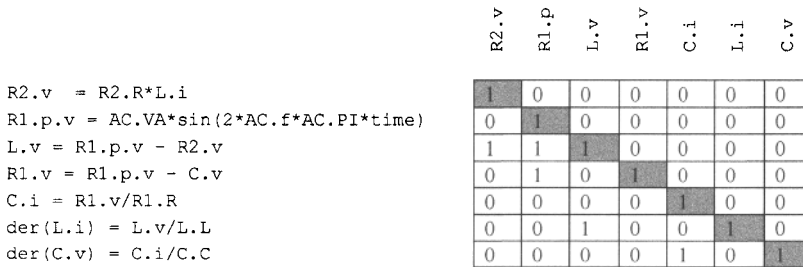 R2.v R1.p L.v R1.v C.i L.i C.v
R2.v = R2.R*L.i 1 0 0 0 0 0 0
R1.p.v = AC.VA*sin(2*AC.f*AC.PI*time) 0 1 0 0 0 0 0
L.v = R1.p.v - R2.v 1 1 1 0 0 0 0
R1.v = R1.p.v - C.v 0 1 0 1 0 0 0
C.i = R1.v/R1.R 0 0 0 0 1 0 0
der(L.i) = L.v/L.L 0 0 1 0 0 1 0
der(C.v) = C.i/C.C 0 0 0 0 1 0 1